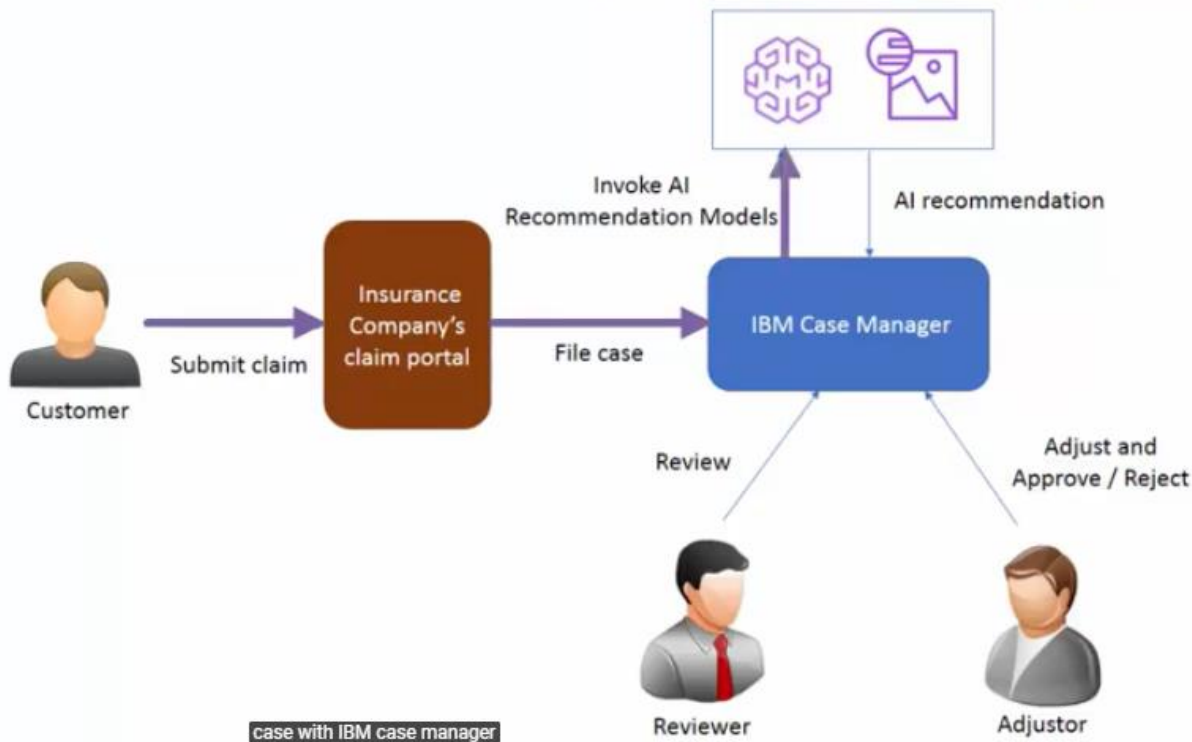 Invoke AI
Recommendation Models
AI recommendation
Insurance
Company's
claim portal
IBM Case Manager
Submit claim
File case
Customer
Review
Adjust and
Approve / Reject
Reviewer
Adjustor
case with IBM case manager